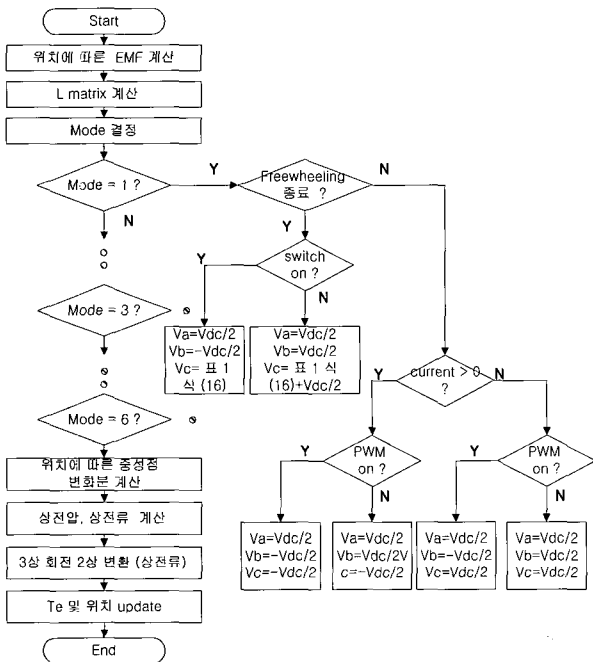 Start
위치에 따른 EMF 계산
L matrix 계산
Mode 결정
Mode = 1 ?
Y
Freewheeling
종료 ?
N
N
Y
Y
switch
on ?
N
Mode = 3 ?
Va=Vdc/2
Vb=-Vdc/2
Vc= 표 1
식 (16)
Va=Vdc/2
Vb=Vdc/2
Vc= 표 1 식
(16)+Vdc/2
Y
current > 0
?
N
Mode = 6 ?
Y
PWM
on ?
N
Y
PWM
on ?
N
위치에 따른 중성점
변화분 계산
상전압, 상전류 계산
3상 회전 2상 변환 (상전류)
Te 및 위치 update
End
Va=Vdc/2
Vb=-Vdc/2
Vc=-Vdc/2
Va=Vdc/2
Vb=Vdc/2V
c=-Vdc/2
Va=Vdc/2
Vb=-Vdc/2
Vc=Vdc/2
Va=Vdc/2
Vb=Vdc/2
Vc=Vdc/2